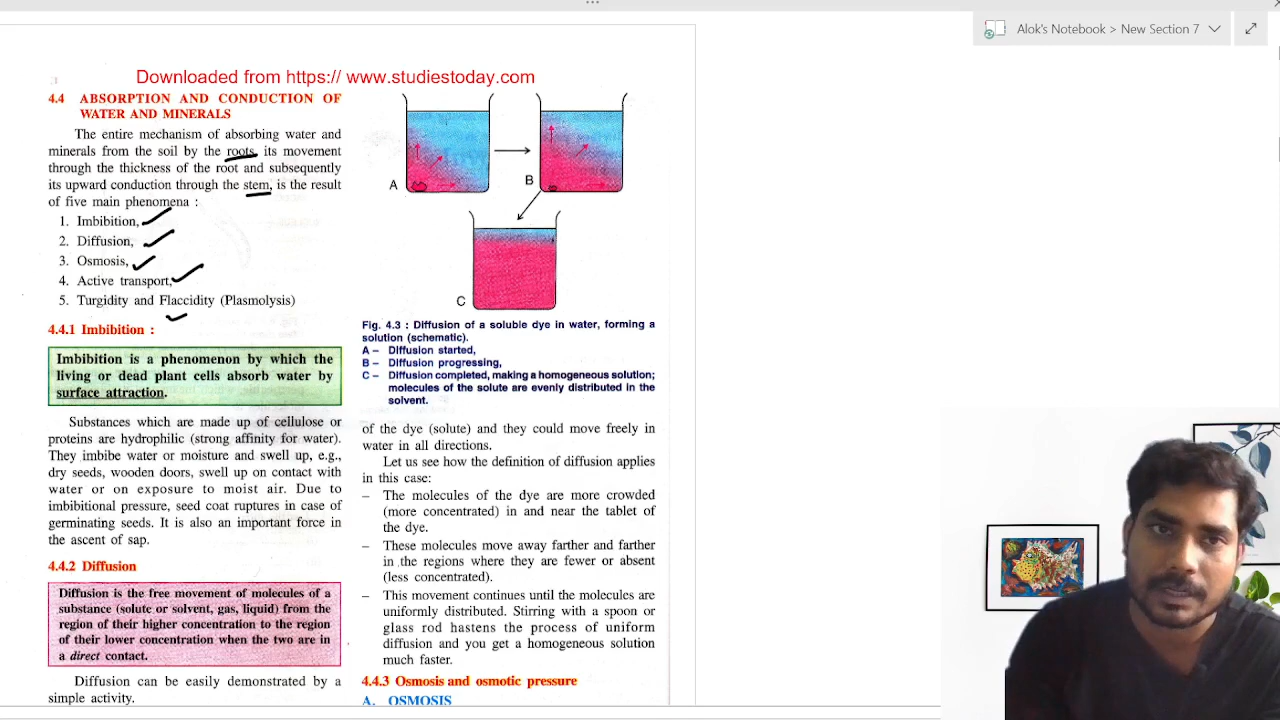 Alok's Notebook > New Section 7
Downloaded from https:// www.studiestoday.com
4.4 ABSORPTION AND CONDUCTION OF
WATER AND MINERALS
The entire mechanism of absorbing water and
minerals from the soil by the roots, its movement
through the thickness of the root and subsequently
its upward conduction through the stem, is the result
of five main phenomena :
1. Imbibition,
2. Diffusion,
3. Osmosis,
4. Active transport,
5. Turgidity and Flaccidity (Plasmolysis)
4.4.1 Imbibition :
Imbibition is a phenomenon by which the
living or dead plant cells absorb water by
surface attraction.
Substances which are made up of cellulose or
proteins are hydrophilic (strong affinity for water).
They imbibe water or moisture and swell up, e.g.,
dry seeds, wooden doors, swell up on contact with
water or on exposure to moist air. Due to
imbibitional pressure, seed coat ruptures in case of
germinating seeds. It is also an important force in
the ascent of sap.
4.4.2 Diffusion
Diffusion is the free movement of molecules of a
substance (solute or solvent, gas, liquid) from the
region of their higher concentration to the region
of their lower concentration when the two are in
a direct contact.
Diffusion can be easily demonstrated by a
simple activity.
A
B
C
Fig. 4.3 : Diffusion of a soluble dye in water, forming a
solution (schematic).
A – Diffusion started,
B – Diffusion progressing,
C – Diffusion completed, making a homogeneous solution;
molecules of the solute are evenly distributed in the
solvent.
of the dye (solute) and they could move freely in
water in all directions.
Let us see how the definition of diffusion applies
in this case:
– The molecules of the dye are more crowded
(more concentrated) in and near the tablet of
the dye.
– These molecules move away farther and farther
in the regions where they are fewer or absent
(less concentrated).
– This movement continues until the molecules are
uniformly distributed. Stirring with a spoon or
glass rod hastens the process of uniform
diffusion and you get a homogeneous solution
much faster.
4.4.3 Osmosis and osmotic pressure
A. OSMOSIS